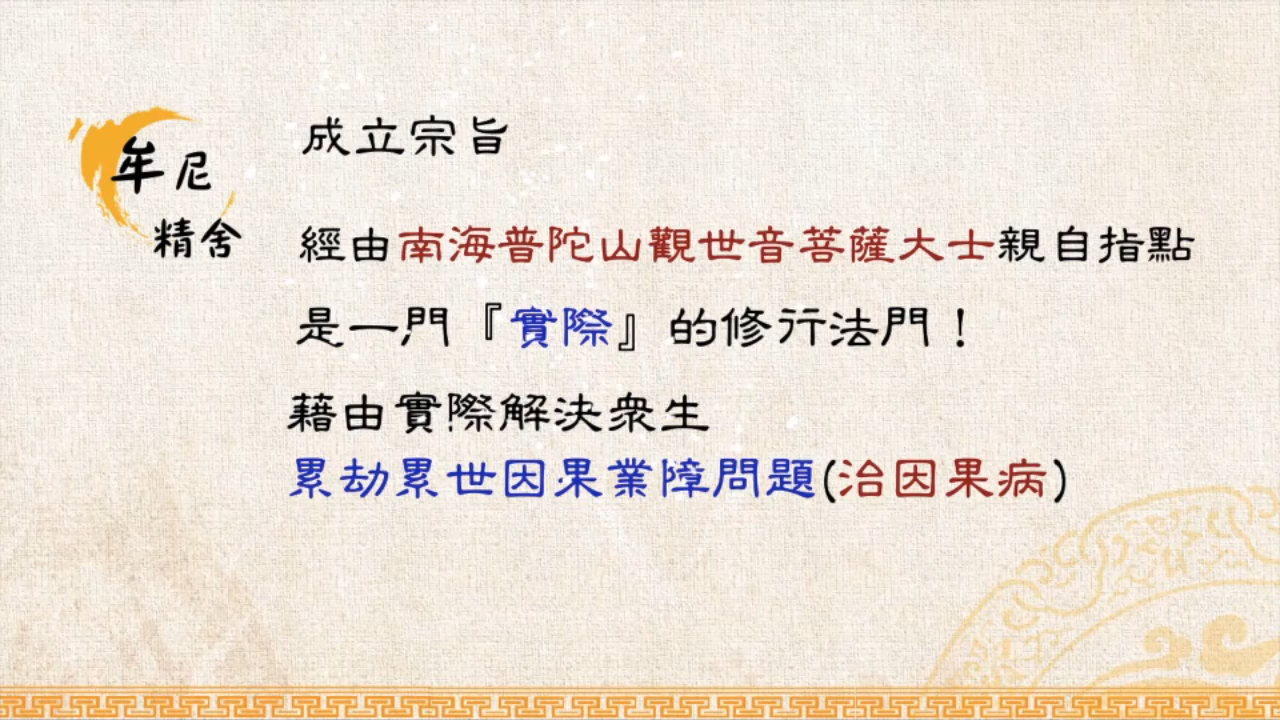 牟尼
精舍
成立宗旨
經由南海普陀山觀世音菩薩大士親自指點
是一門『實際』的修行法門！
藉由實際解決眾生
累劫累世因果業障問題(治因果病)